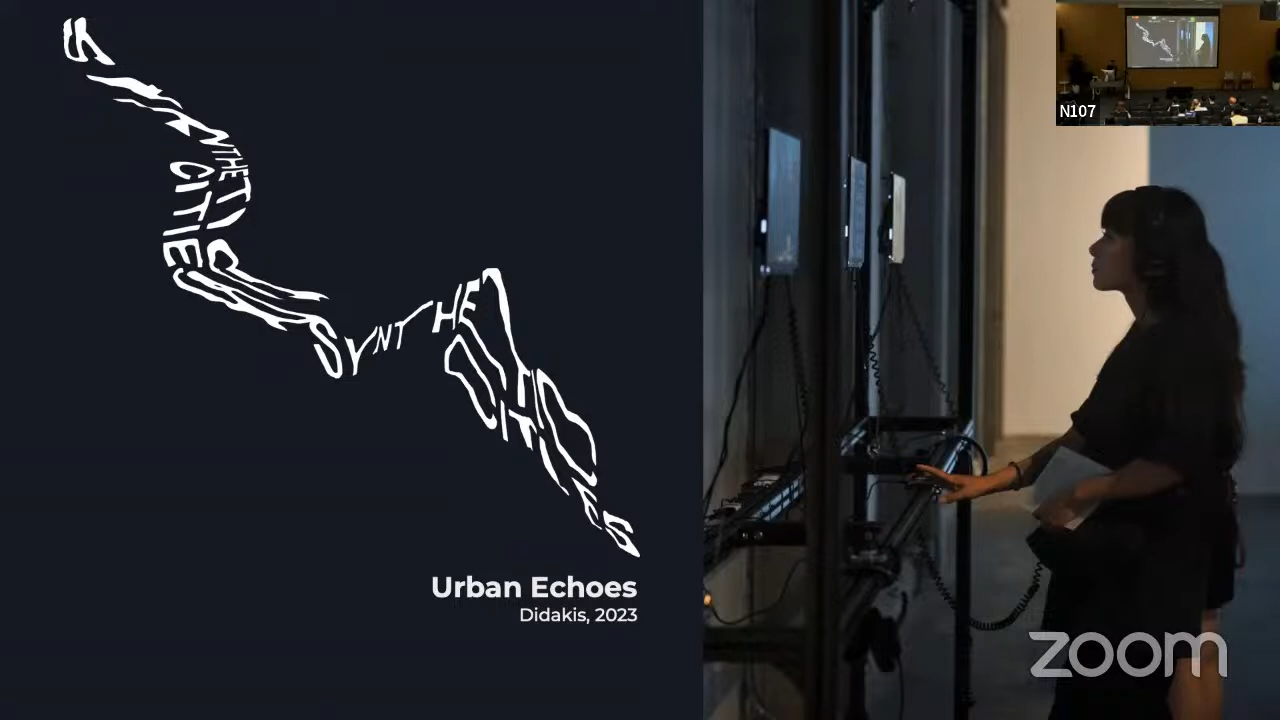 SYNTHETIC
CITIES
SYNTHETIC
CITIES
Urban Echoes
Didakis, 2023
N107
zoom